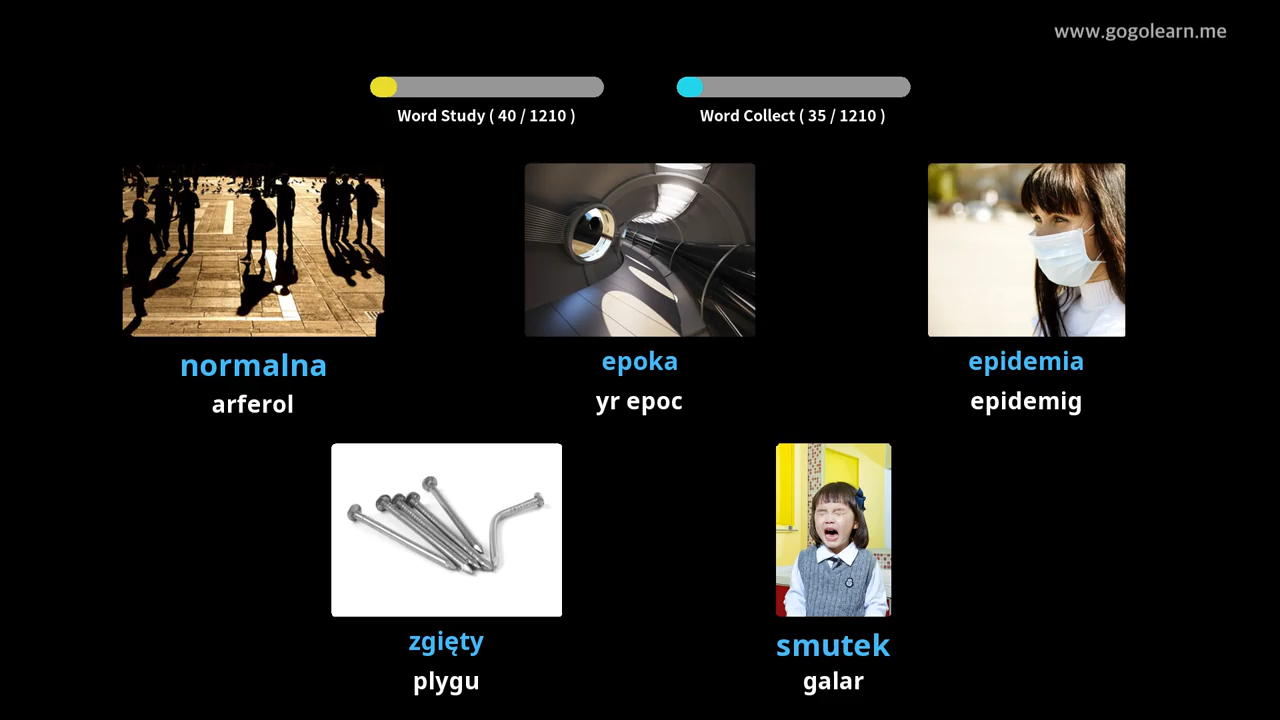 www.gogolearn.me
Word Study ( 40 / 1210 )
Word Collect ( 35 / 1210 )
normalna
arferol
epoka
yr epoc
epidemia
epidemig
zgięty
plygu
smutek
galar